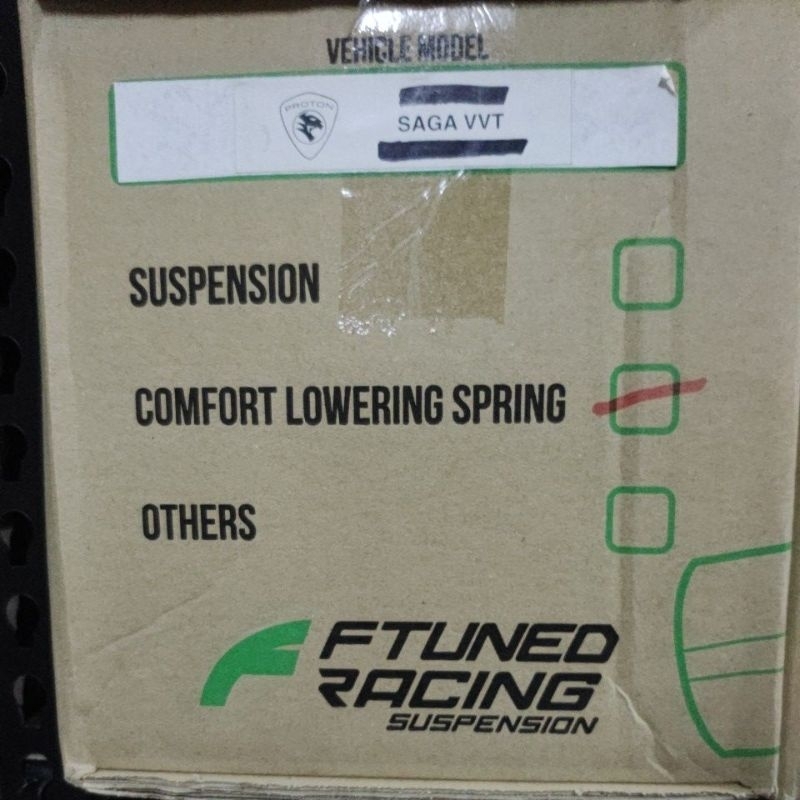 VEHICLE MODEL
PROTON
SAGA VVT
SUSPENSION
COMFORT LOWERING SPRING
OTHERS
FTUNED
RACING
SUSPENSION